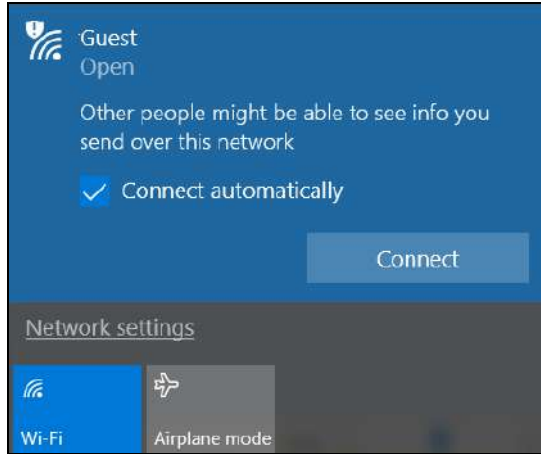 Guest
Open
Other people might be able to see info you
send over this network
Connect automatically
Connect
Network settings
Wi-Fi
Airplane mode